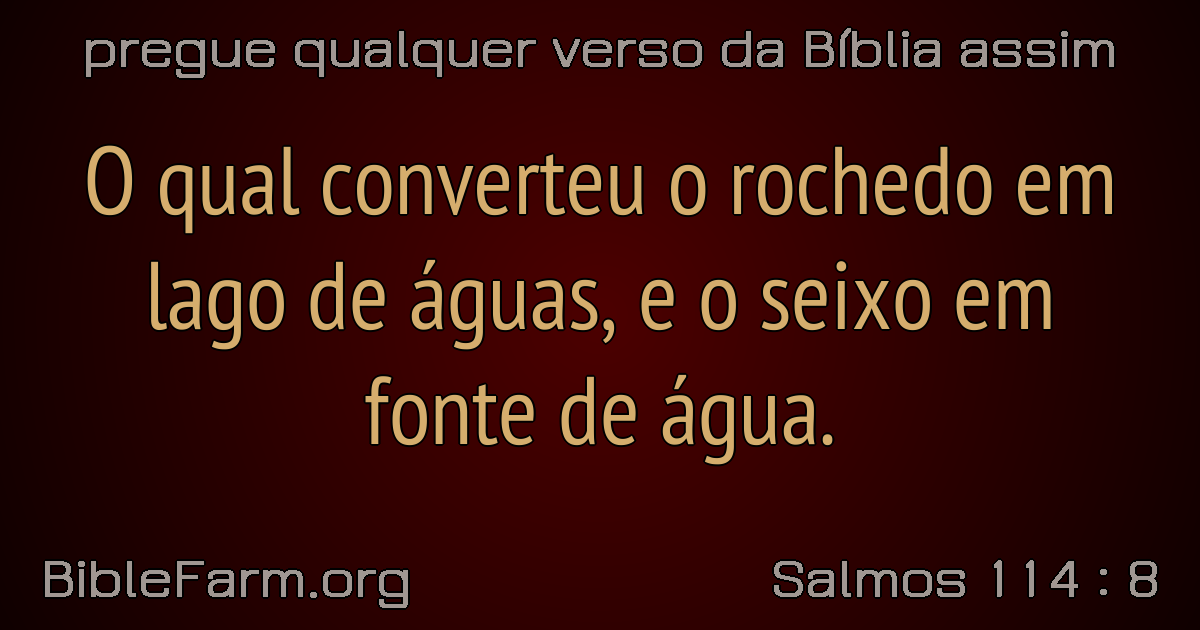 pregue qualquer verso da Bíblia assim
O qual converteu o rochedo em
lago de águas, e o seixo em
fonte de água.
BibleFarm.org
Salmos 114 : 8